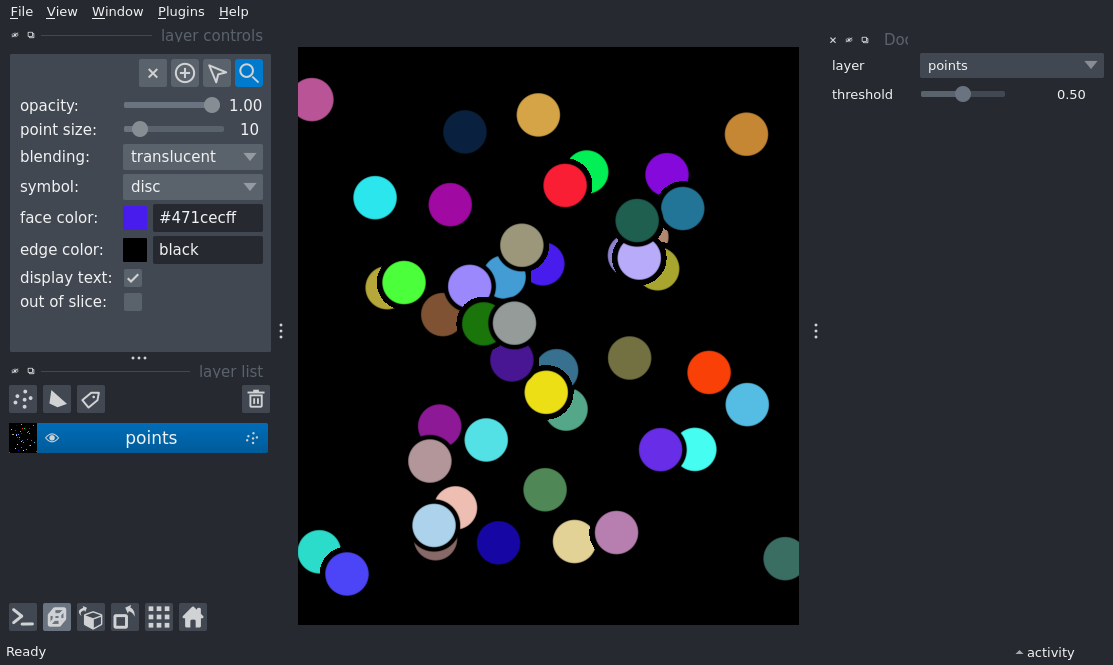 File View Window Plugins Help
layer controls
opacity: 1.00
point size: 10
blending: translucent
symbol: disc
face color: #471cecff
edge color: black
display text:
out of slice:
layer list
points
Ready
layer points
threshold 0.50
activity